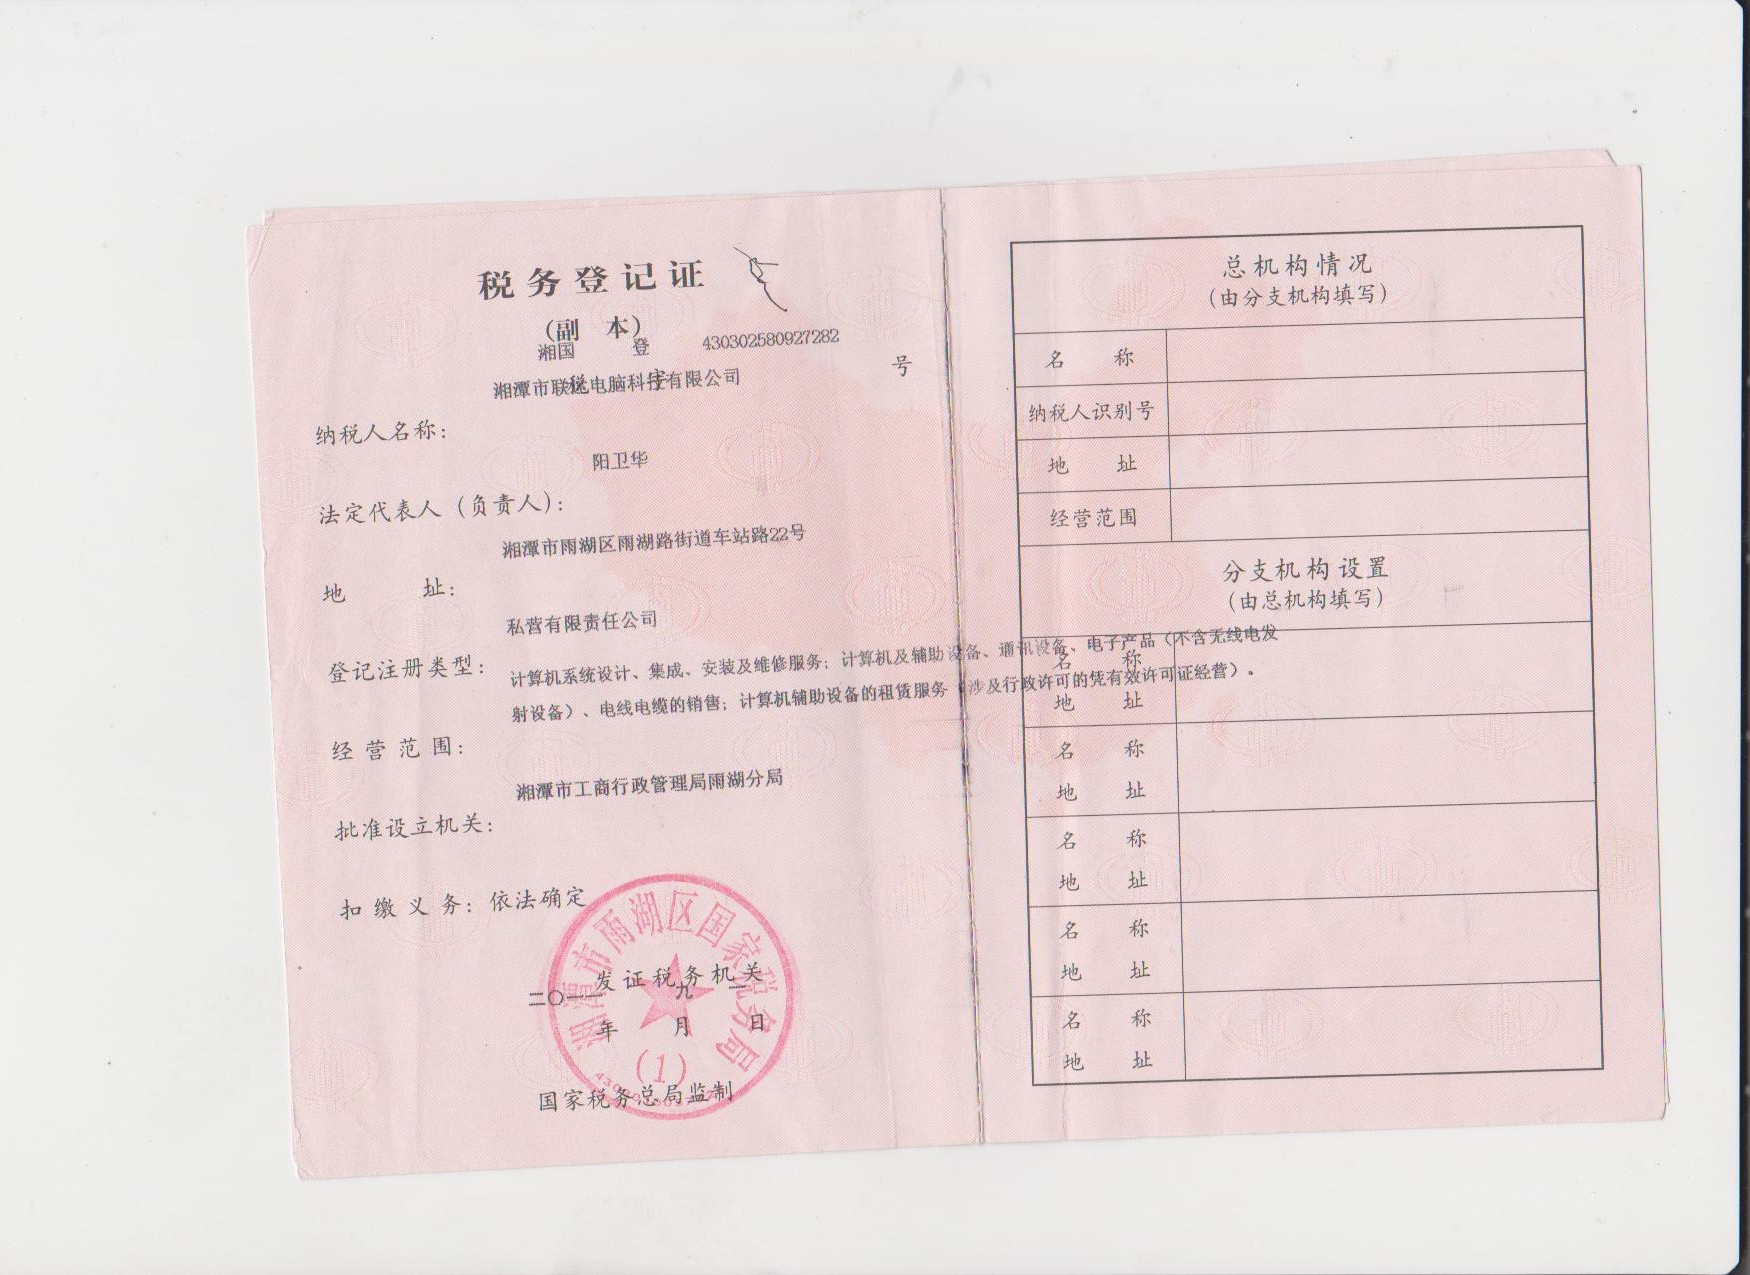 税务登记证
(副 本)
湘国 登 430302580927282
税 字 号
湘潭市联达电脑科技有限公司
纳税人名称:
阳卫华
法定代表人(负责人):
湘潭市雨湖区雨湖路街道车站路22号
地 址:
私营有限责任公司
登记注册类型:
计算机系统设计、集成、安装及维修服务;计算机及辅助设备、通讯设备、电子产品(不含无线电发
射设备)、电线电缆的销售;计算机辅助设备的租赁服务(涉及行政许可的凭有效许可证经营)。
经营范围:
湘潭市工商行政管理局雨湖分局
批准设立机关:
扣缴义务:依法确定
湘潭市雨湖区国家税务局
(1)
发证税务机关
二〇一一 九 一
年 月 日
国家税务总局监制
总机构情况
(由分支机构填写)
名 称
纳税人识别号
地 址
经营范围
分支机构设置
(由总机构填写)
名 称
地 址
名 称
地 址
名 称
地 址
名 称
地 址
名 称
地 址